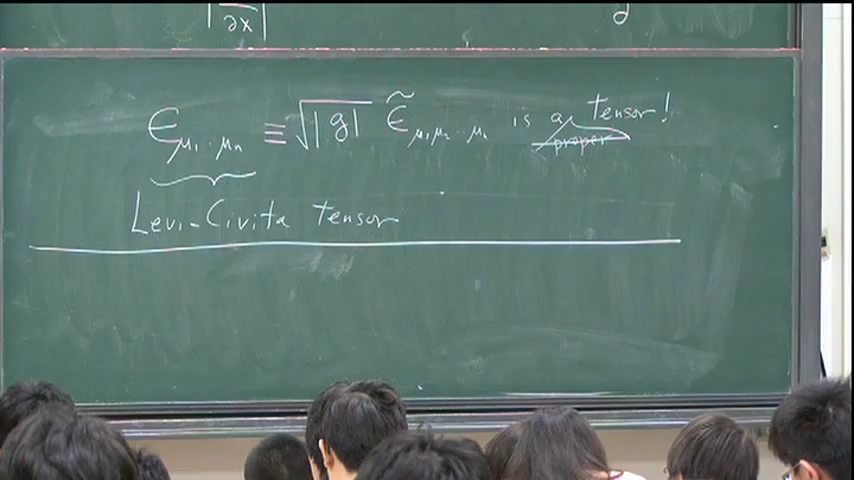 |∂x|
∂
ϵ_{μ₁…μₙ} ≡ √|g| ϵ̃_{μ₁μ₂…μₙ} is a tensor!
proper
Levi-Civita tensor